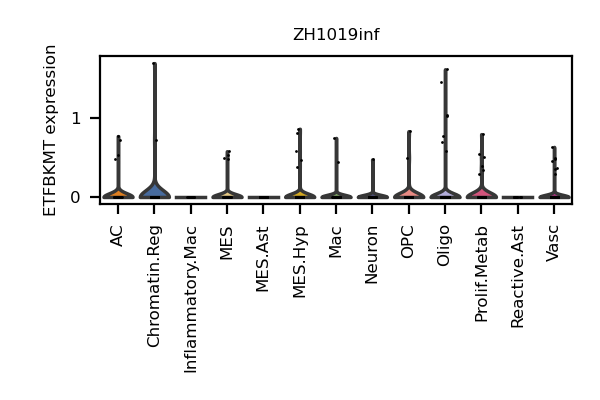 ZH1019inf
ETFBKMT expression
1
0
AC
Chromatin.Reg
Inflammatory.Mac
MES
MES.Ast
MES.Hyp
Mac
Neuron
OPC
Oligo
Prolif.Metab
Reactive.Ast
Vasc